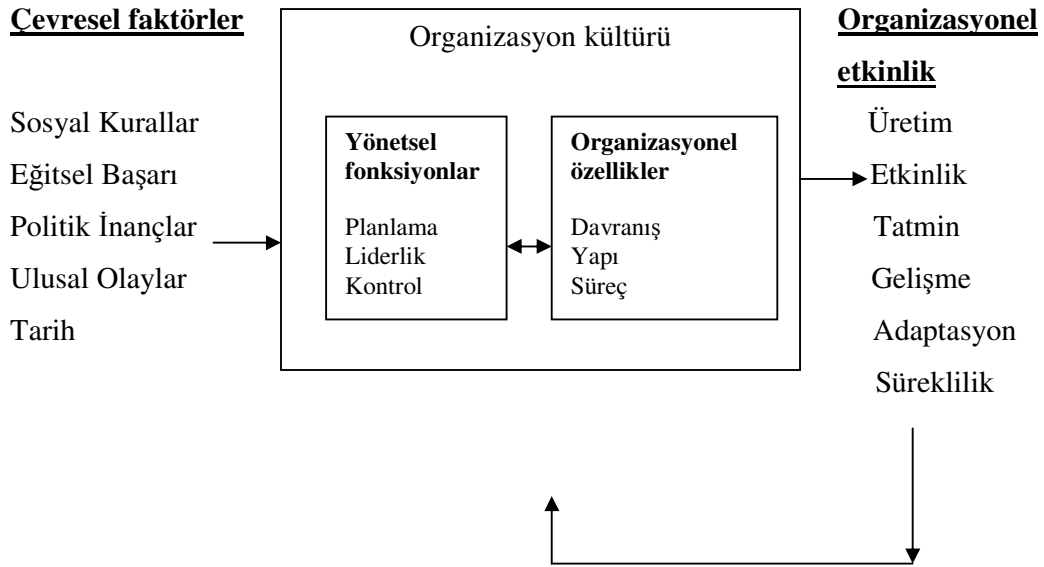 Çevresel faktörler
Sosyal Kurallar
Eğitsel Başarı
Politik İnançlar
Ulusal Olaylar
Tarih
Organizasyon kültürü
Yönetsel
fonksiyonlar
Planlama
Liderlik
Kontrol
Organizasyonel
özellikler
Davranış
Yapı
Süreç
Organizasyonel
etkinlik
Üretim
Etkinlik
Tatmin
Gelişme
Adaptasyon
Süreklilik